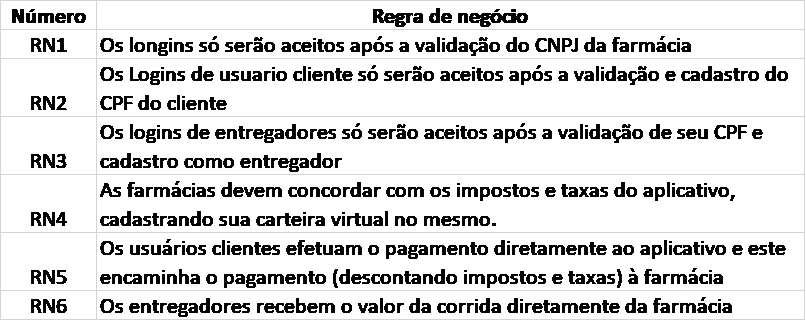 Número Regra de negócio
RN1 Os longins só serão aceitos após a validação do CNPJ da farmácia
Os Logins de usuario cliente só serão aceitos após a validação e cadastro do
RN2 CPF do cliente
Os logins de entregadores só serão aceitos após a validação de seu CPF e
RN3 cadastro como entregador
As farmácias devem concordar com os impostos e taxas do aplicativo,
RN4 cadastrando sua carteira virtual no mesmo.
Os usuários clientes efetuam o pagamento diretamente ao aplicativo e este
RN5 encaminha o pagamento (descontando impostos e taxas) à farmácia
RN6 Os entregadores recebem o valor da corrida diretamente da farmácia